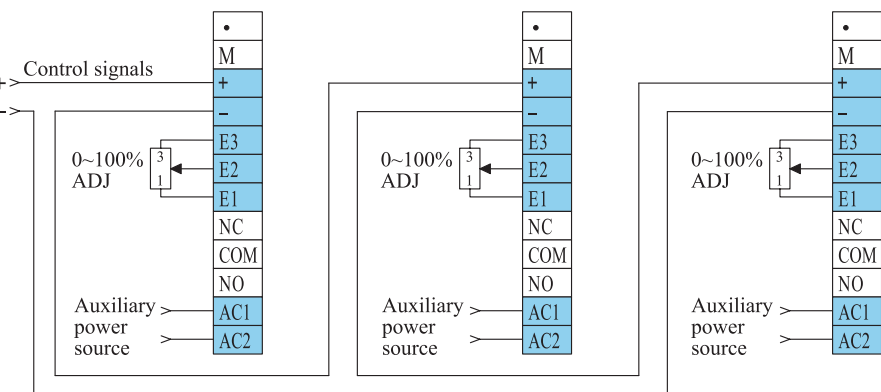 •
M
+
−
E3
E2
E1
NC
COM
NO
AC1
AC2
+
−
Control signals
0~100%
ADJ
3
1
Auxiliary
power
source
•
M
+
−
E3
E2
E1
NC
COM
NO
AC1
AC2
0~100%
ADJ
3
1
Auxiliary
power
source
•
M
+
−
E3
E2
E1
NC
COM
NO
AC1
AC2
0~100%
ADJ
3
1
Auxiliary
power
source